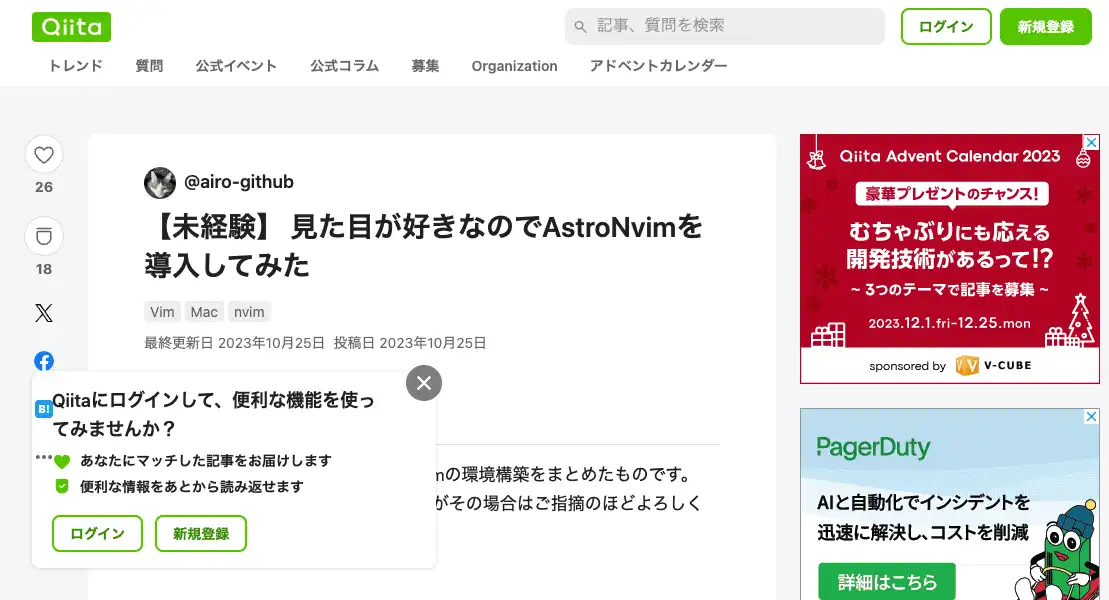 Qiita
記事、質問を検索
ログイン
新規登録
トレンド
質問
公式イベント
公式コラム
募集
Organization
アドベントカレンダー
26
18
@airo-github
【未経験】 見た目が好きなのでAstroNvimを
導入してみた
Vim
Mac
nvim
最終更新日 2023年10月25日 投稿日 2023年10月25日
B!
Qiitaにログインして、便利な機能を使っ
てみませんか？
あなたにマッチした記事をお届けします
便利な情報をあとから読み返せます
ログイン
新規登録
mの環境構築をまとめたものです。
がその場合はご指摘のほどよろしく
Qiita Advent Calendar 2023
豪華プレゼントのチャンス!
むちゃぶりにも応える
開発技術があるって!?
~ 3つのテーマで記事を募集 ~
2023.12.1.fri-12.25.mon
sponsored by V-CUBE
PagerDuty
AIと自動化でインシデントを
迅速に解決し、コストを削減
詳細はこちら